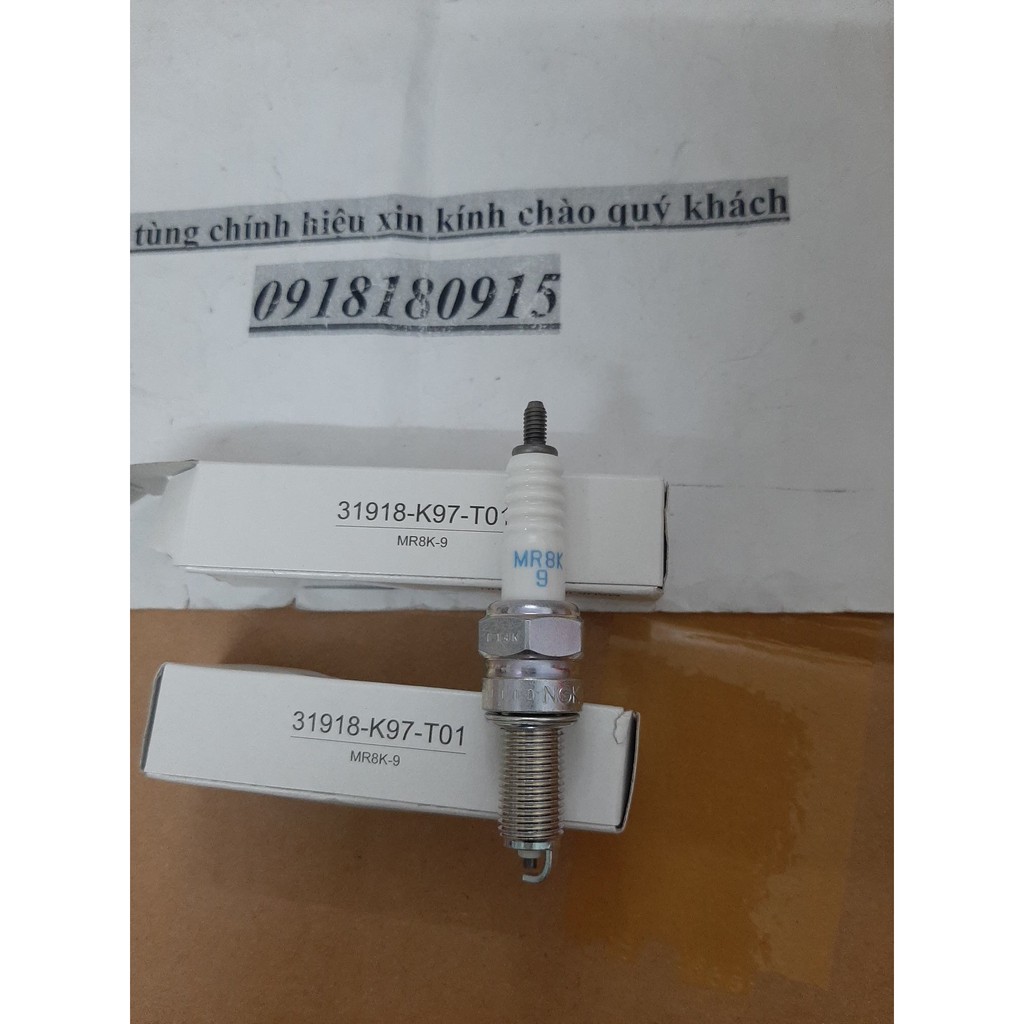 tùng chính hiệu xin kính chào quý khách
0918180915
31918-K97-T01
MR8K-9
MR8K
9
31918-K97-T01
MR8K-9